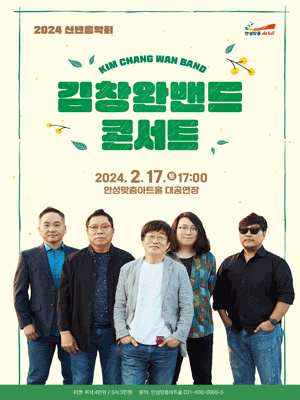 2024 신년음악회
안성맞춤아트홀
KIM CHANG WAN BAND
김창완밴드
콘서트
2024. 2. 17. 토 17:00
안성맞춤아트홀 대공연장